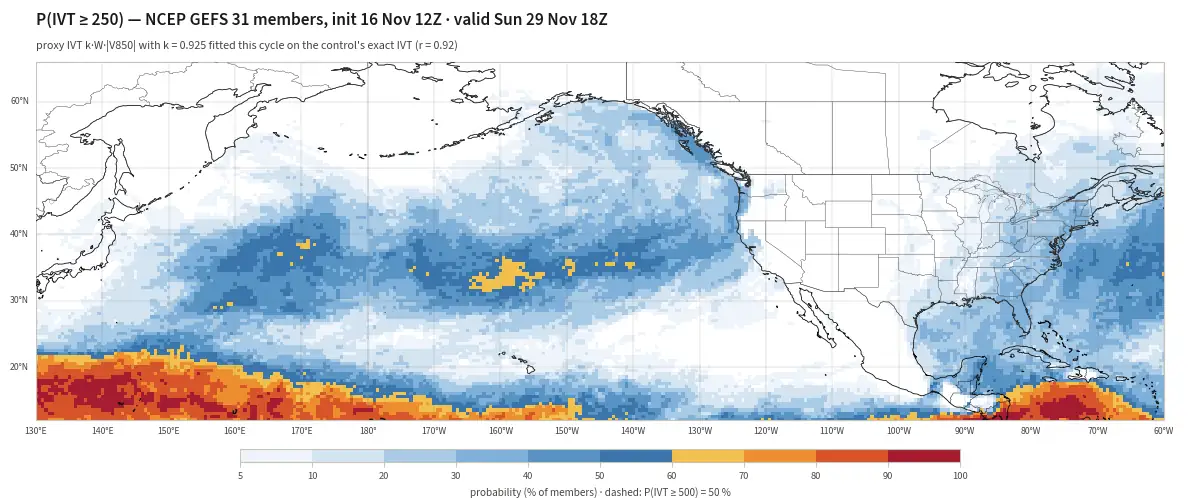 P(IVT ≥ 250) — NCEP GEFS 31 members, init 16 Nov 12Z · valid Sun 29 Nov 18Z
proxy IVT k·W·|V850| with k = 0.925 fitted this cycle on the control's exact IVT (r = 0.92)
60°N
50°N
40°N
30°N
20°N
130°E 140°E 150°E 160°E 170°E 180° 170°W 160°W 150°W 140°W 130°W 120°W 110°W 100°W 90°W 80°W 70°W 60°W
5 10 20 30 40 50 60 70 80 90 100
probability (% of members) · dashed: P(IVT ≥ 500) = 50 %